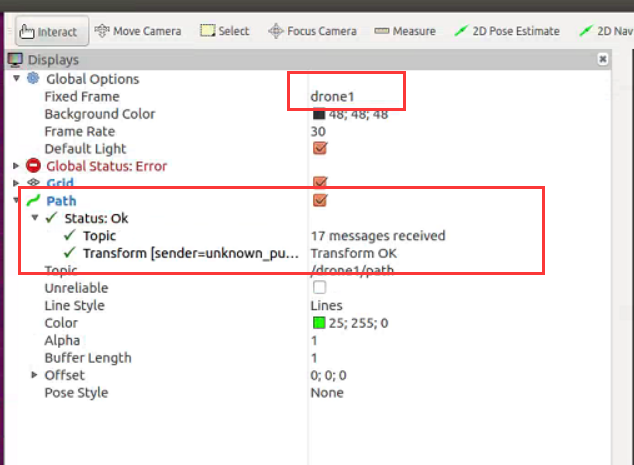 Interact Move Camera Select Focus Camera Measure 2D Pose Estimate 2D Nav
Displays
Global Options
Fixed Frame drone1
Background Color 48; 48; 48
Frame Rate 30
Default Light
Global Status: Error
Grid
Path
Status: Ok
Topic 17 messages received
Transform [sender=unknown_pu... Transform OK
Topic /drone1/path
Unreliable
Line Style Lines
Color 25; 255; 0
Alpha 1
Buffer Length 1
Offset 0; 0; 0
Pose Style None